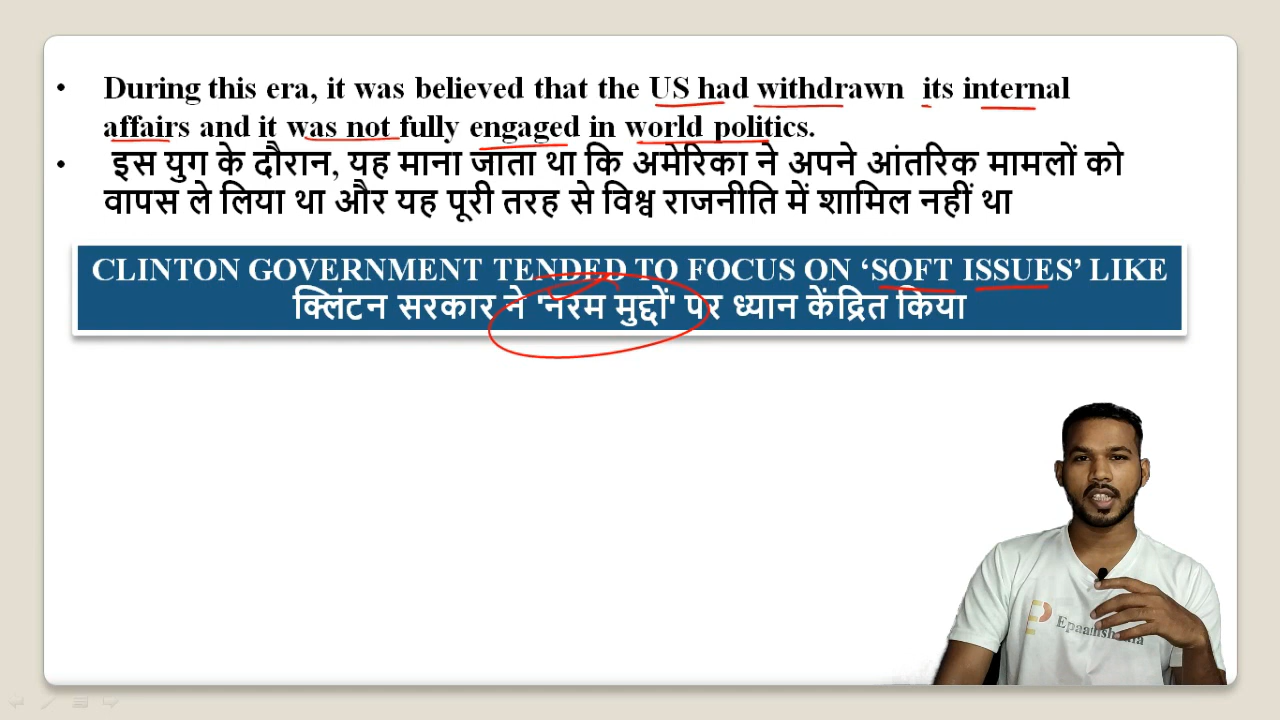 • During this era, it was believed that the US had withdrawn its internal
affairs and it was not fully engaged in world politics.
• इस युग के दौरान, यह माना जाता था कि अमेरिका ने अपने आंतरिक मामलों को
वापस ले लिया था और यह पूरी तरह से विश्व राजनीति में शामिल नहीं था
CLINTON GOVERNMENT TENDED TO FOCUS ON ‘SOFT ISSUES’ LIKE
क्लिंटन सरकार ने 'नरम मुद्दों' पर ध्यान केंद्रित किया